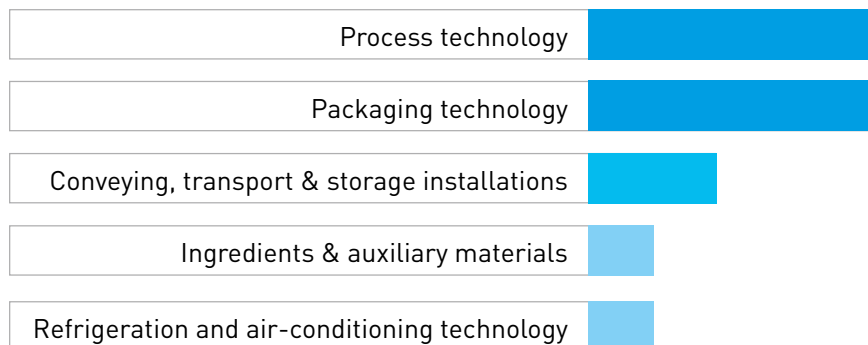 Process technology
Packaging technology
Conveying, transport & storage installations
Ingredients & auxiliary materials
Refrigeration and air-conditioning technology